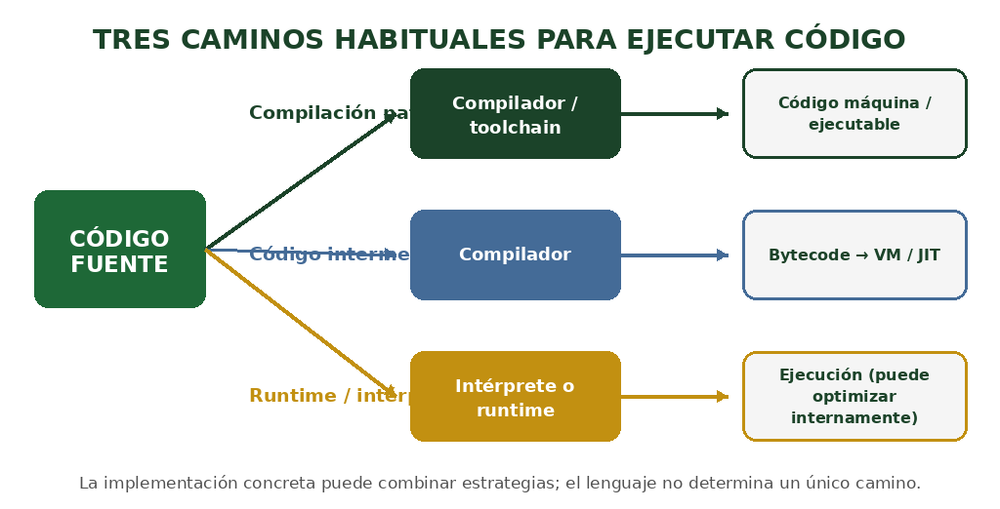 TRES CAMINOS HABITUALES PARA EJECUTAR CÓDIGO
Compilación
Compilador /
toolchain
Código máquina /
ejecutable
CÓDIGO
FUENTE
Código
Compilador
Bytecode → VM / JIT
Runtime /
Intérprete o
runtime
Ejecución (puede
optimizar
internamente)
La implementación concreta puede combinar estrategias; el lenguaje no determina un único camino.